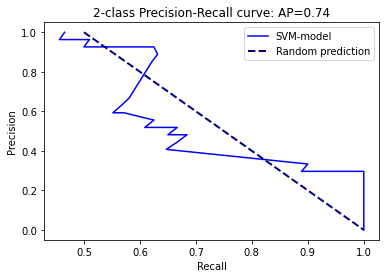 2-class Precision-Recall curve: AP=0.74
SVM-model
Random prediction
Precision
1.0
0.8
0.6
0.4
0.2
0.0
0.5
0.6
0.7
0.8
0.9
1.0
Recall